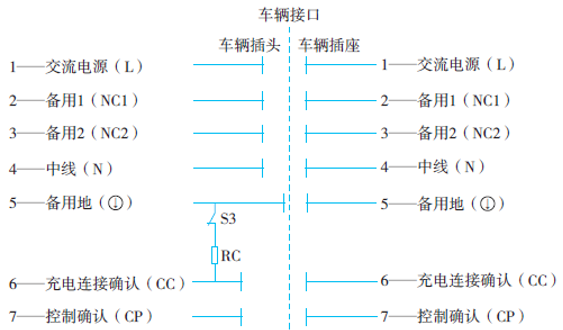 车辆接口
车辆插头 车辆插座
1——交流电源（L） 1——交流电源（L）
2——备用1（NC1） 2——备用1（NC1）
3——备用2（NC2） 3——备用2（NC2）
4——中线（N） 4——中线（N）
5——备用地（⏚） 5——备用地（⏚）
S3
RC
6——充电连接确认（CC） 6——充电连接确认（CC）
7——控制确认（CP） 7——控制确认（CP）